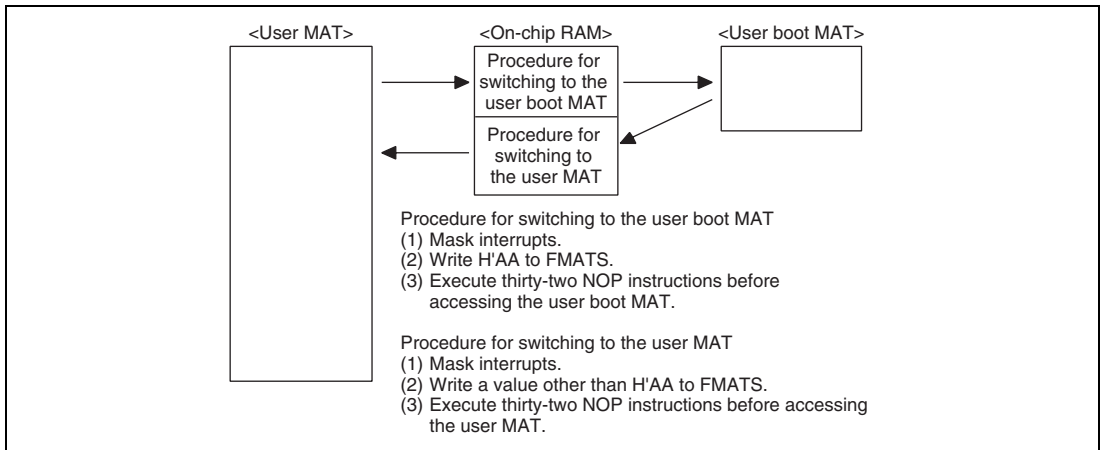 <User MAT>
<On-chip RAM>
<User boot MAT>
Procedure for
switching to the
user boot MAT
Procedure for
switching to
the user MAT
Procedure for switching to the user boot MAT
(1) Mask interrupts.
(2) Write H'AA to FMATS.
(3) Execute thirty-two NOP instructions before
accessing the user boot MAT.
Procedure for switching to the user MAT
(1) Mask interrupts.
(2) Write a value other than H'AA to FMATS.
(3) Execute thirty-two NOP instructions before accessing
the user MAT.